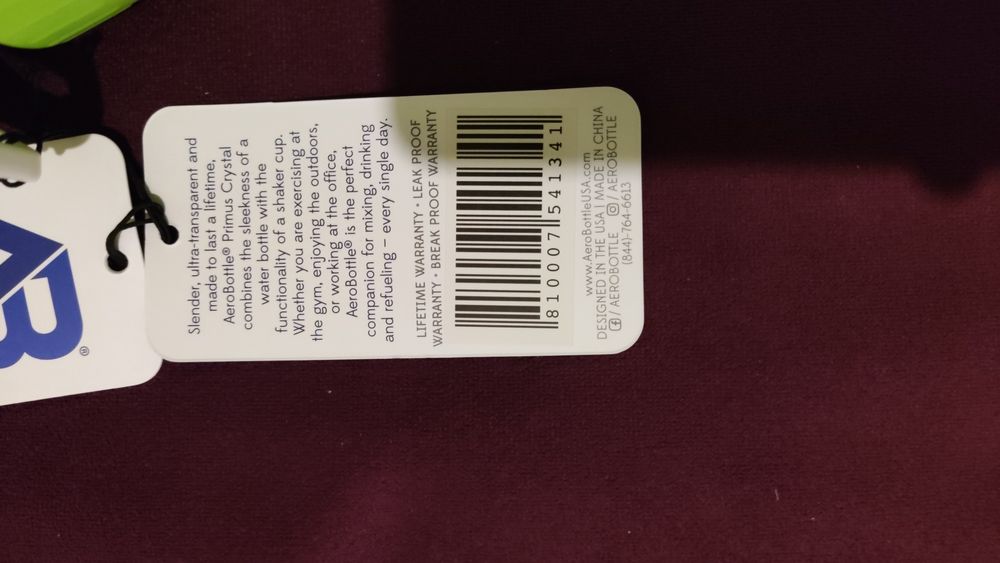 Slender, ultra-transparent and
made to last a lifetime,
AeroBottle® Primus Crystal
combines the sleekness of a
water bottle with the
functionality of a shaker cup.
Whether you are exercising at
the gym, enjoying the outdoors,
or working at the office,
AeroBottle® is the perfect
companion for mixing, drinking
and refueling – every single day.
LIFETIME WARRANTY • LEAK PROOF
WARRANTY • BREAK PROOF WARRANTY
8 10007 54134 1
www.AeroBottleUSA.com
DESIGNED IN THE USA | MADE IN CHINA
/ AEROBOTTLE / AEROBOTTLE
(844)-764-6613
AB®